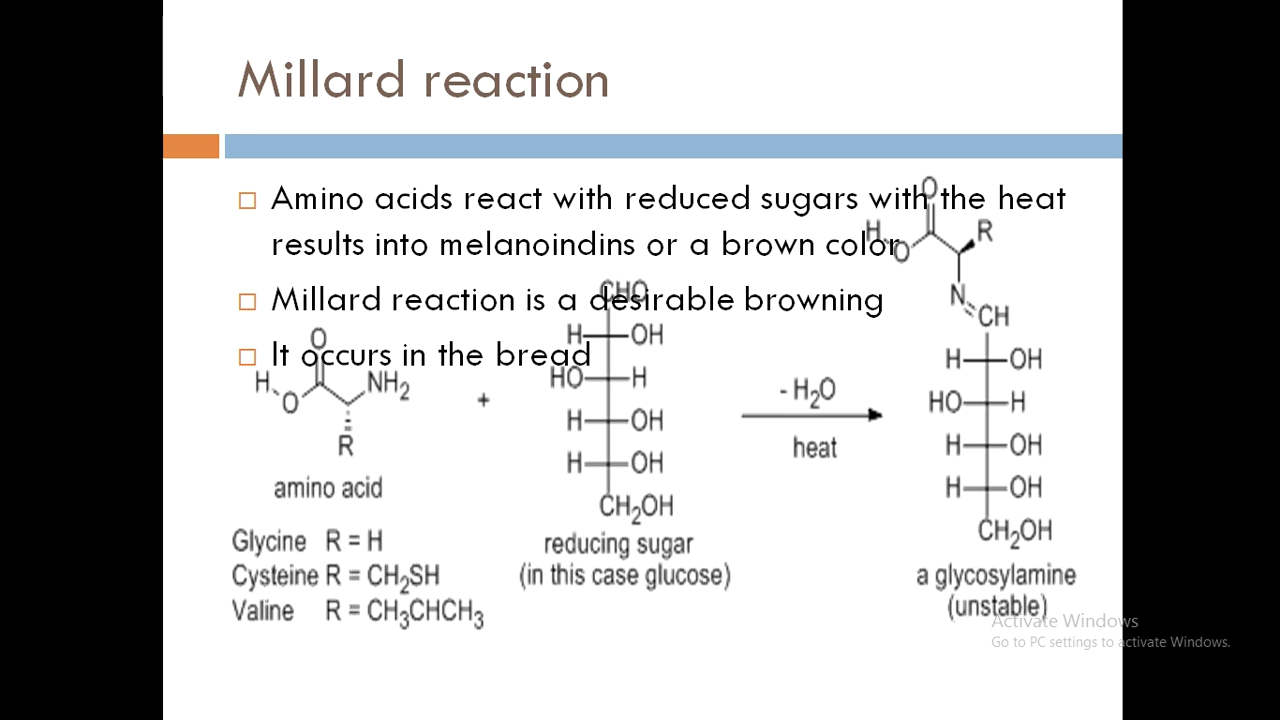 Millard reaction
Amino acids react with reduced sugars with the heat
results into melanoindins or a brown color
Millard reaction is a desirable browning
It occurs in the bread
O
H
O
NH2
R
amino acid
Glycine R = H
Cysteine R = CH2SH
Valine R = CH3CHCH3
+
CHO
H OH
HO H
H OH
H OH
CH2OH
reducing sugar
(in this case glucose)
- H2O
heat
O
H
O
R
N
CH
H OH
HO H
H OH
H OH
CH2OH
a glycosylamine
(unstable)
Activate Windows
Go to PC settings to activate Windows.